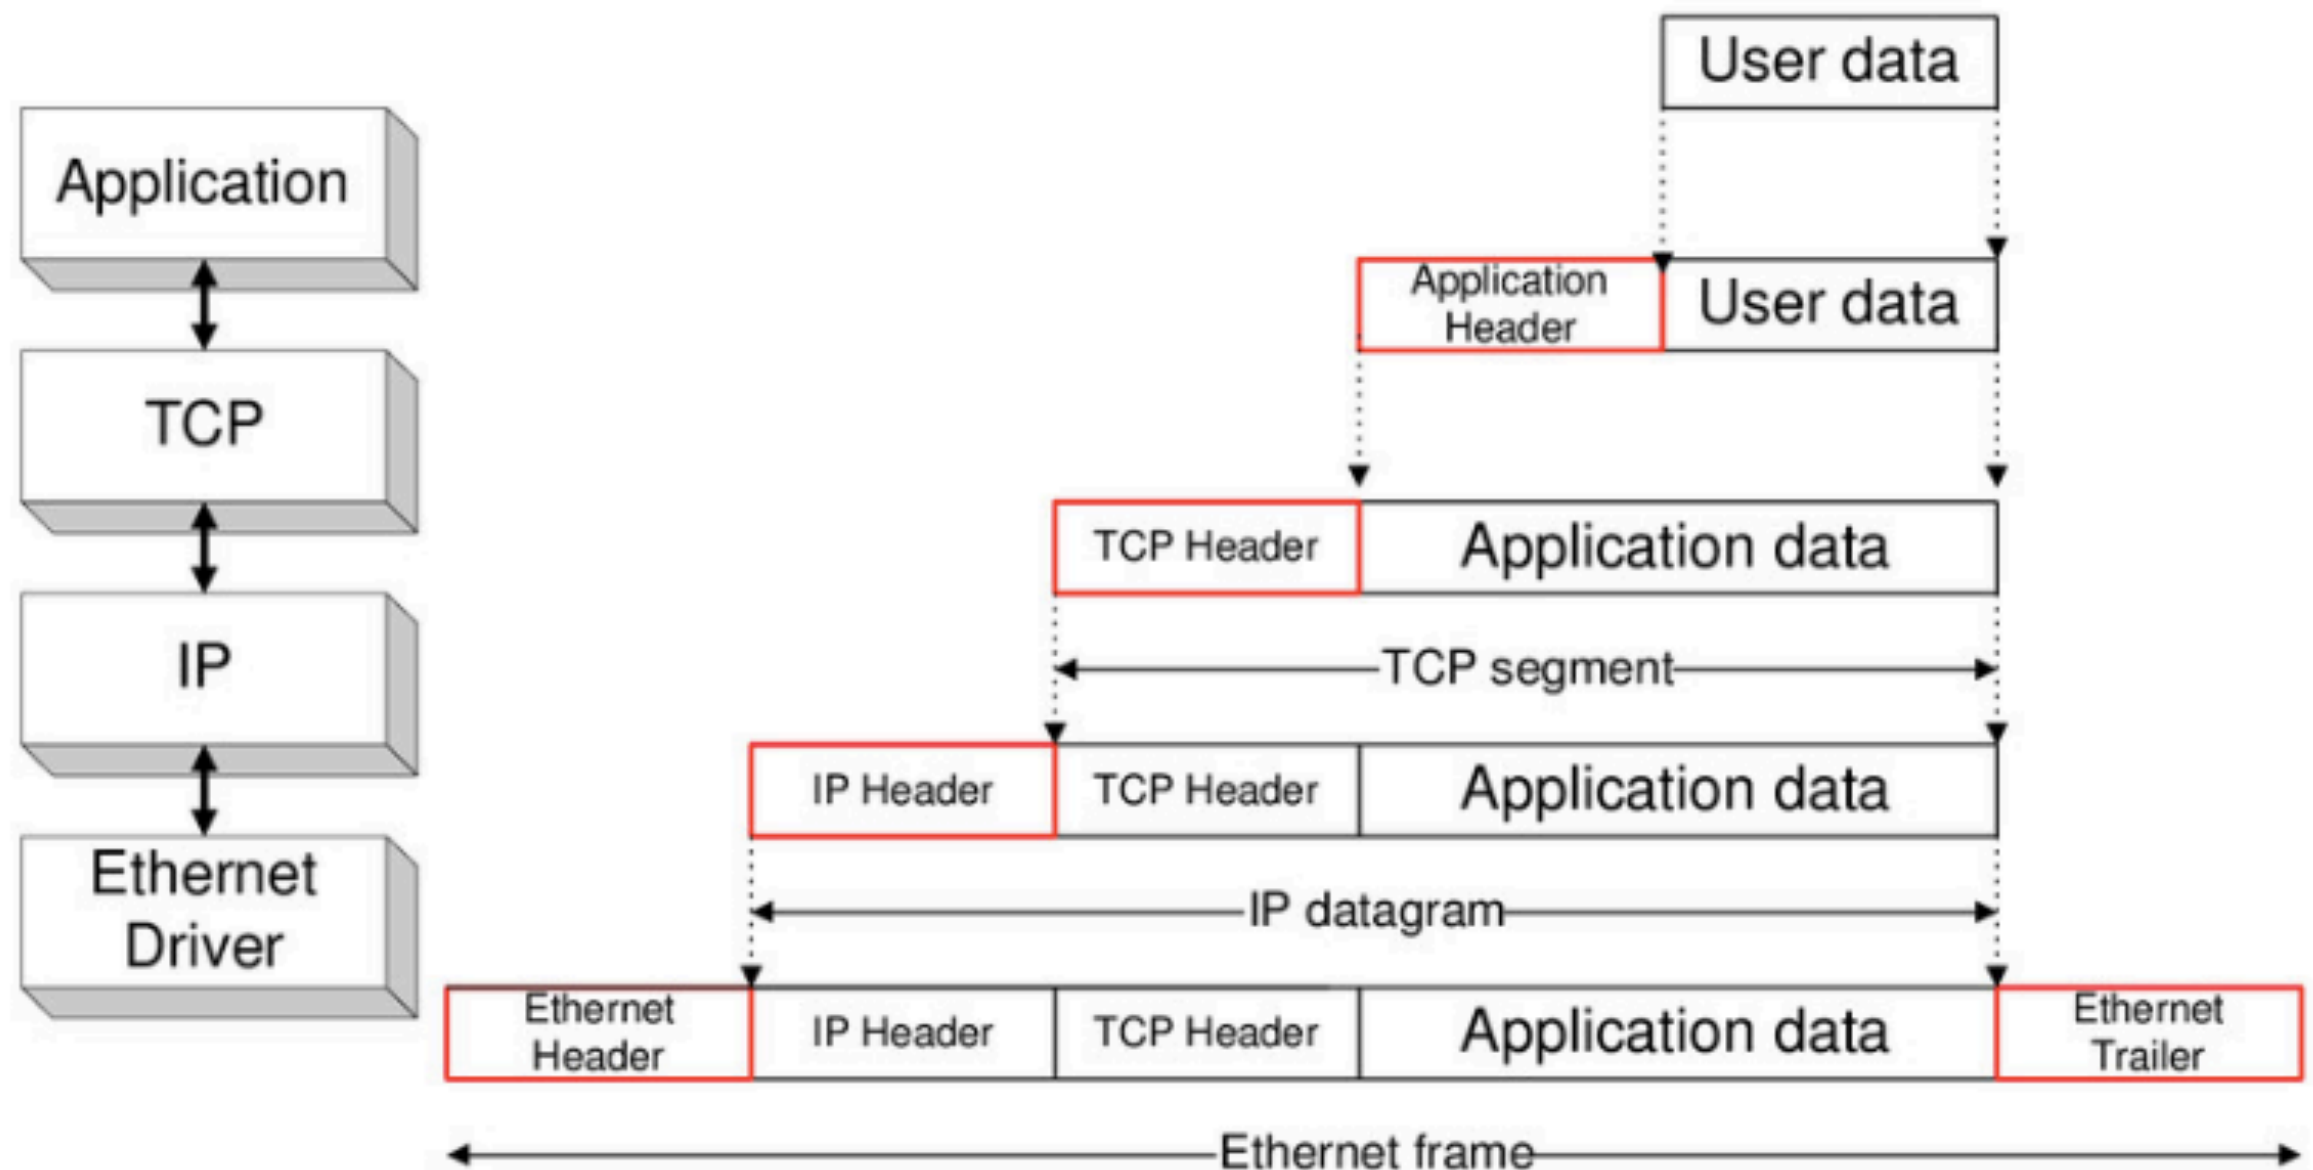 User data
Application
Application
Header
User data
TCP
TCP Header
Application data
IP
TCP segment
IP Header
TCP Header
Application data
Ethernet
Driver
IP datagram
Ethernet
Header
IP Header
TCP Header
Application data
Ethernet
Trailer
Ethernet frame